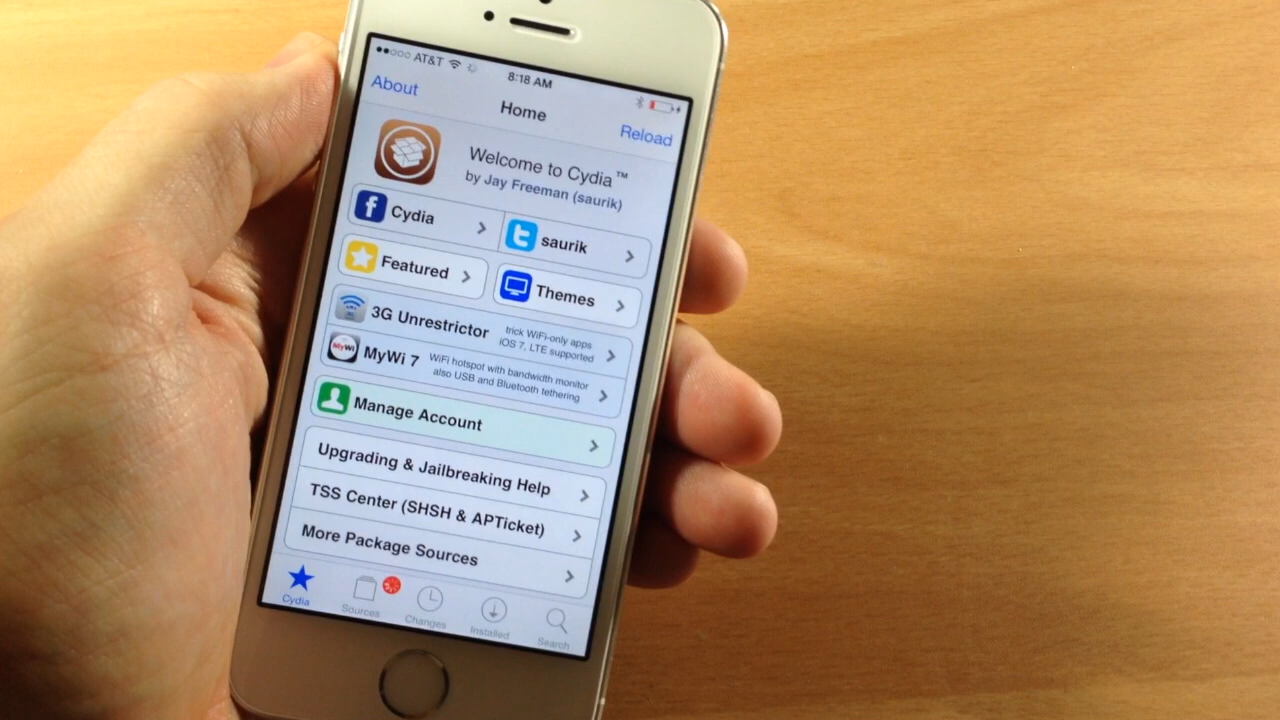 AT&T 8:18 AM
About
Home
Reload
Welcome to Cydia™
by Jay Freeman (saurik)
Cydia
saurik
Featured
Themes
3G Unrestrictor
trick WiFi-only apps
iOS 7, LTE supported
MyWi
MyWi 7
WiFi hotspot with bandwidth monitor
also USB and Bluetooth tethering
Manage Account
Upgrading & Jailbreaking Help
TSS Center (SHSH & APTicket)
More Package Sources
Cydia
Sources
Changes
Installed
Search